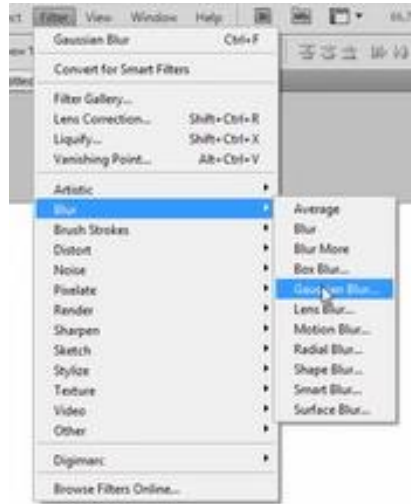 Filter View Window Help
Gaussian Blur Ctrl+F
Convert for Smart Filters
Filter Gallery...
Lens Correction... Shift+Ctrl+R
Liquify... Shift+Ctrl+X
Vanishing Point... Alt+Ctrl+V
Artistic
Blur
Brush Strokes
Distort
Noise
Pixelate
Render
Sharpen
Sketch
Stylize
Texture
Video
Other
Digimarc
Browse Filters Online...
Average
Blur
Blur More
Box Blur...
Gaussian Blur...
Lens Blur...
Motion Blur...
Radial Blur...
Shape Blur...
Smart Blur...
Surface Blur...